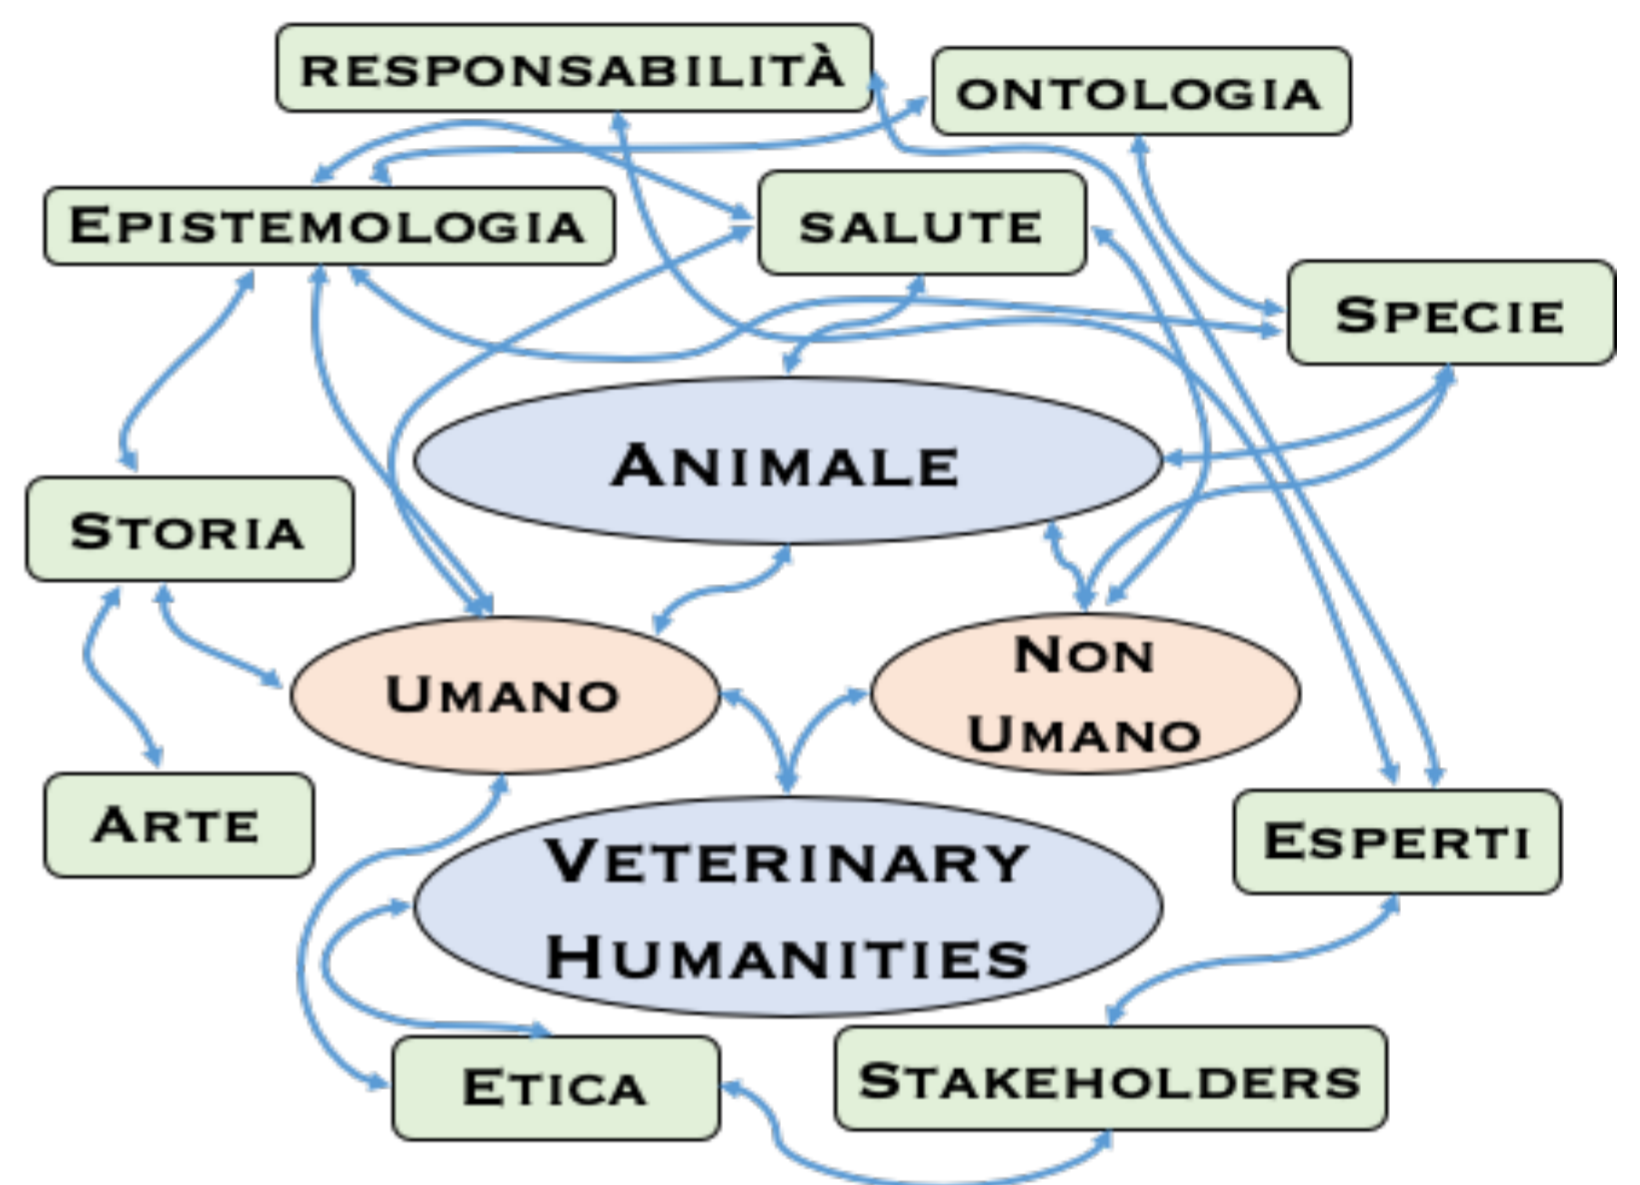 RESPONSABILITÀ
ONTOLOGIA
EPISTEMOLOGIA
SALUTE
SPECIE
ANIMALE
STORIA
UMANO
NON
UMANO
ARTE
ESPERTI
VETERINARY
HUMANITIES
ETICA
STAKEHOLDERS